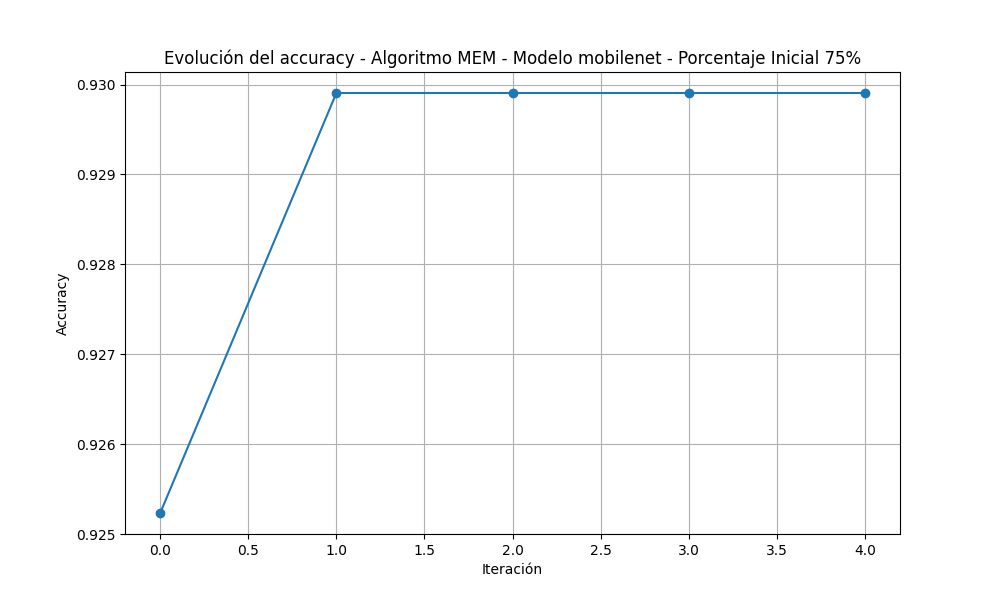 Evolución del accuracy - Algoritmo MEM - Modelo mobilenet - Porcentaje Inicial 75%
0.930
0.929
0.928
0.927
0.926
0.925
Accuracy
0.0 0.5 1.0 1.5 2.0 2.5 3.0 3.5 4.0
Iteración